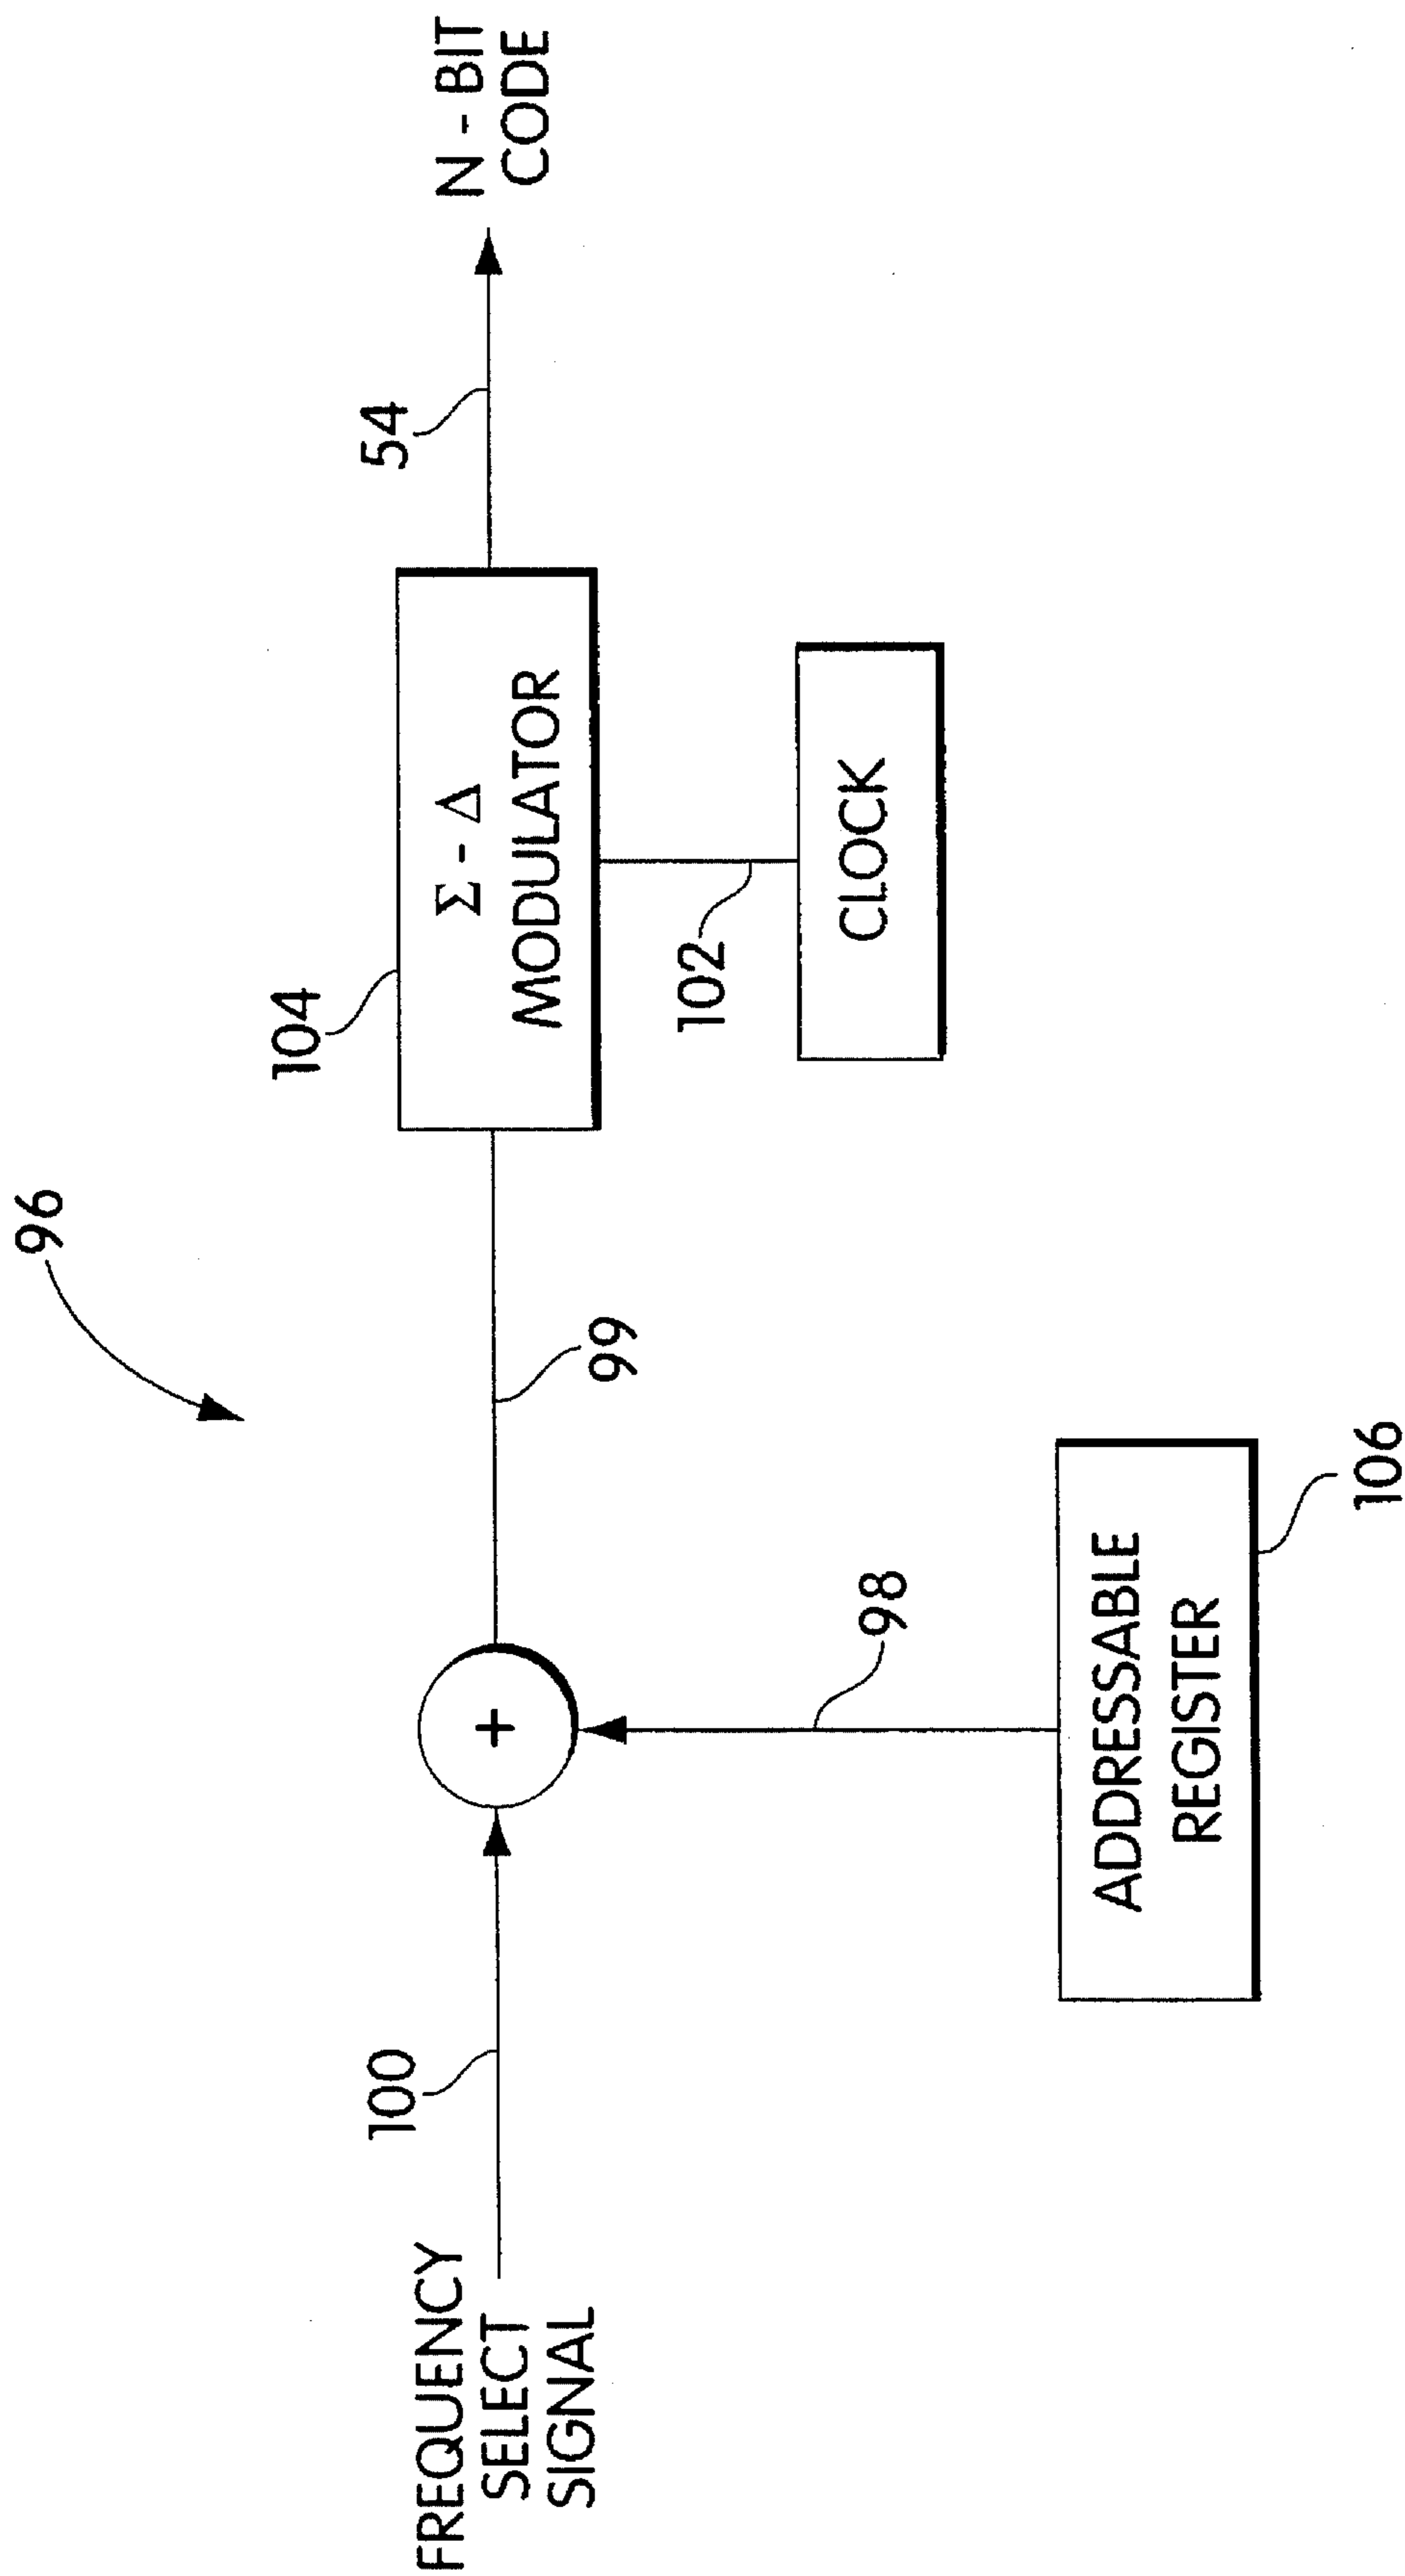 96
FREQUENCY
SELECT
SIGNAL
100
+
99
98
ADDRESSABLE
REGISTER
106
104
Σ - Δ
MODULATOR
102
CLOCK
54
N - BIT
CODE